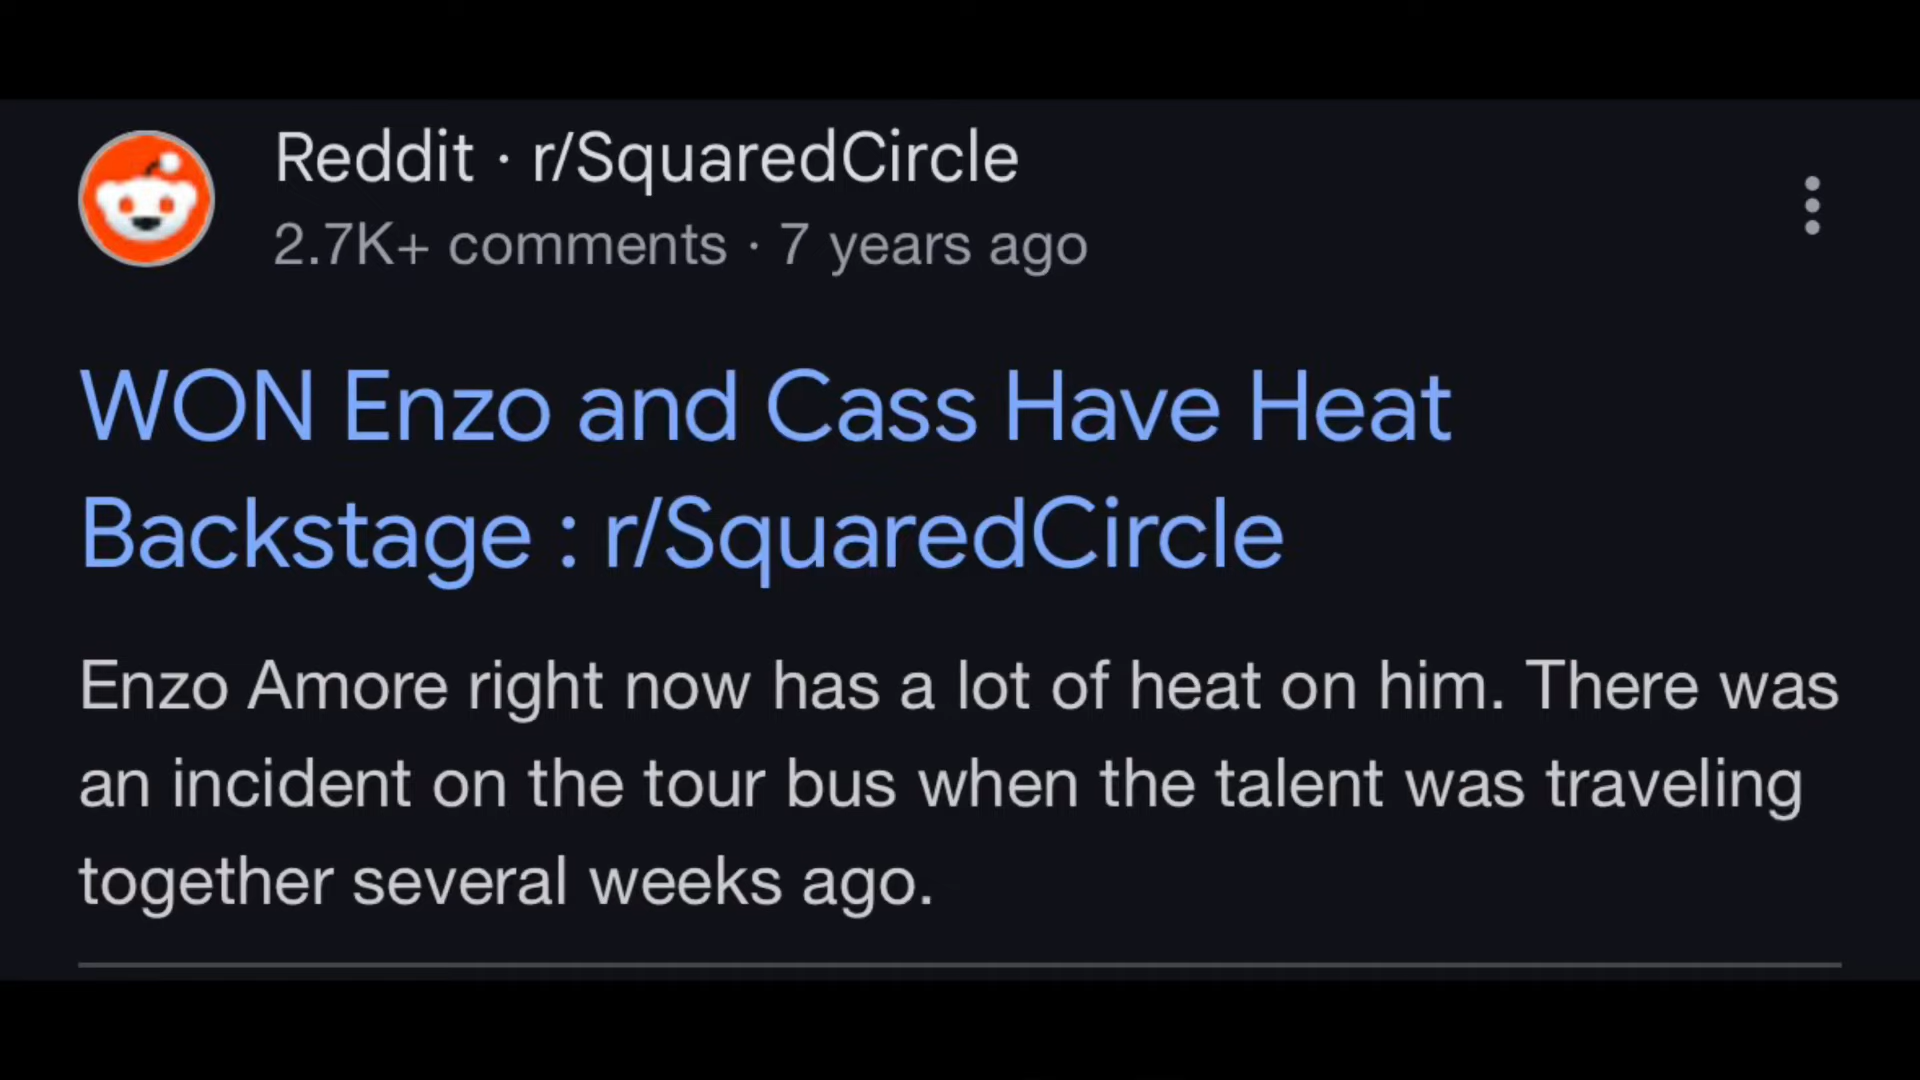 Reddit · r/SquaredCircle
2.7K+ comments · 7 years ago
WON Enzo and Cass Have Heat
Backstage : r/SquaredCircle
Enzo Amore right now has a lot of heat on him. There was
an incident on the tour bus when the talent was traveling
together several weeks ago.